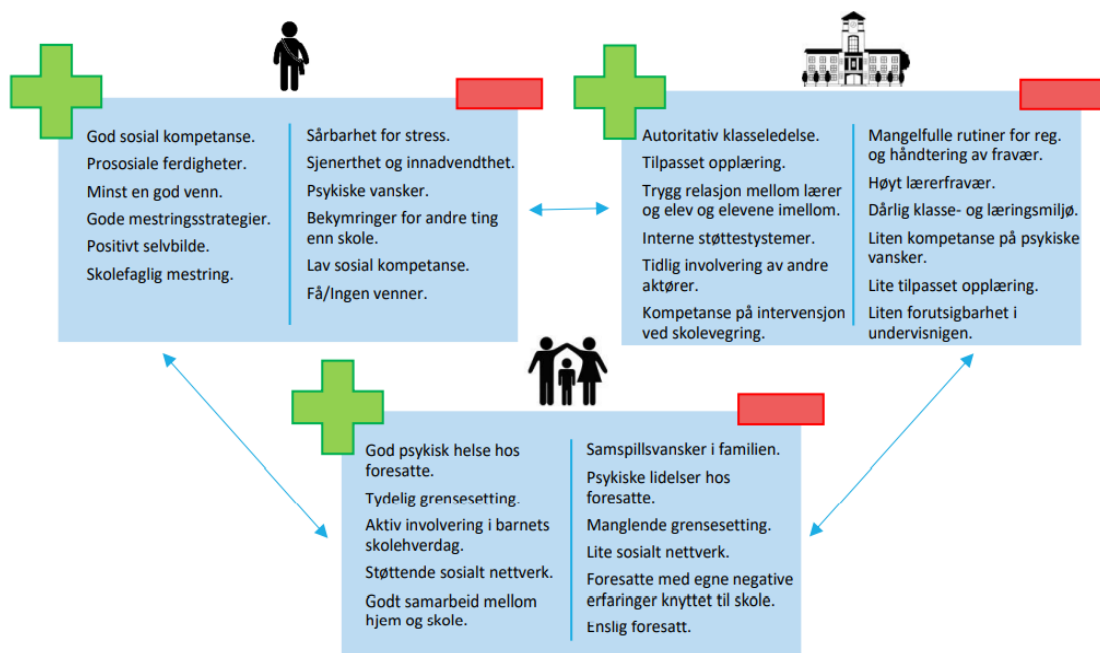 God sosial kompetanse.
Prososiale ferdigheter.
Minst en god venn.
Gode mestringsstrategier.
Positivt selvbilde.
Skolefaglig mestring.
Sårbarhet for stress.
Sjenerthet og innadvendthet.
Psykiske vansker.
Bekymringer for andre ting
enn skole.
Lav sosial kompetanse.
Få/Ingen venner.
Autoritativ klasseledelse.
Tilpasset opplæring.
Trygg relasjon mellom lærer
og elev og elevene imellom.
Interne støttestystemer.
Tidlig involvering av andre
aktører.
Kompetanse på intervensjon
ved skolevegring.
Mangelfulle rutiner for reg.
og håndtering av fravær.
Høyt lærerfravær.
Dårlig klasse- og læringsmiljø.
Liten kompetanse på psykiske
vansker.
Lite tilpasset opplæring.
Liten forutsigbarhet i
undervisnigen.
God psykisk helse hos
foresatte.
Tydelig grensesetting.
Aktiv involvering i barnets
skolehverdag.
Støttende sosialt nettverk.
Godt samarbeid mellom
hjem og skole.
Samspillsvansker i familien.
Psykiske lidelser hos
foresatte.
Manglende grensesetting.
Lite sosialt nettverk.
Foresatte med egne negative
erfaringer knyttet til skole.
Enslig foresatt.